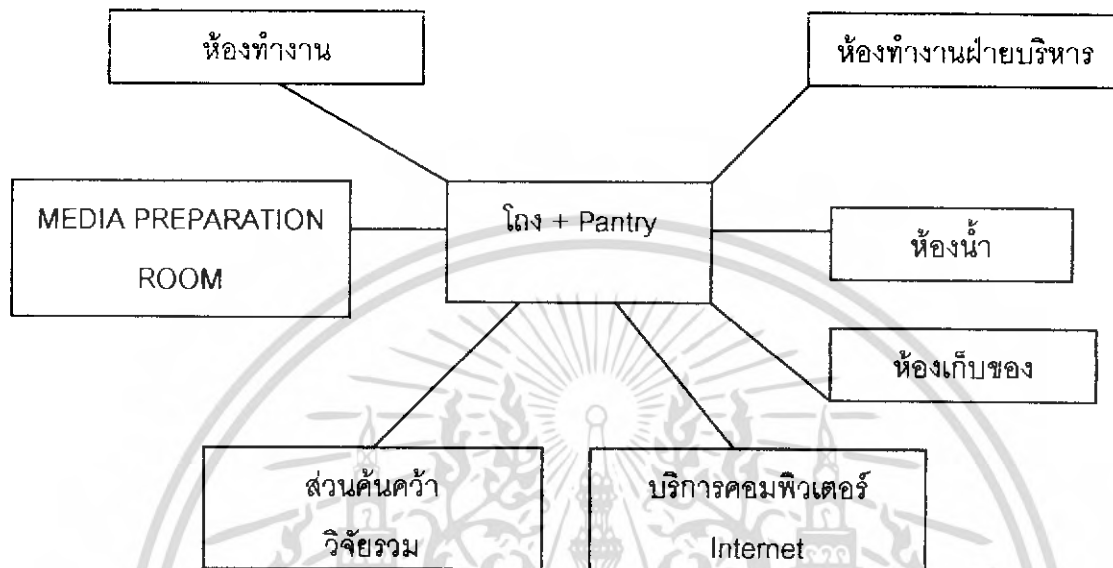 ห้องทำงาน
ห้องทำงานฝ่ายบริหาร
MEDIA PREPARATION
ROOM
โถง + Pantry
ห้องน้ำ
ห้องเก็บของ
ส่วนค้นคว้า
วิจัยรวม
บริการคอมพิวเตอร์
Internet